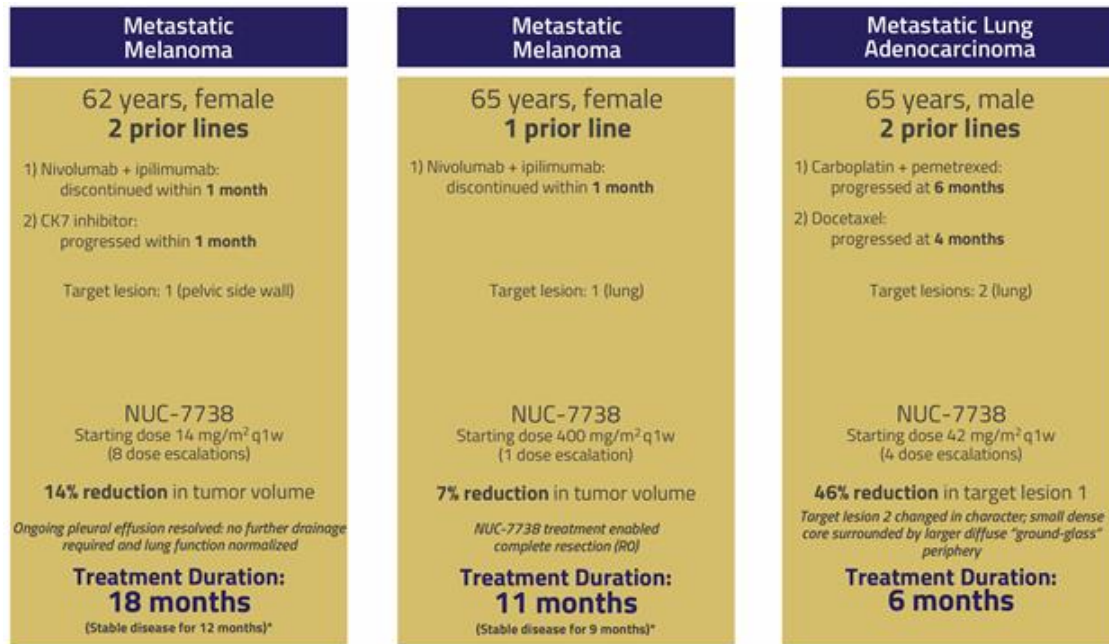 Metastatic
Melanoma
62 years, female
2 prior lines
1) Nivolumab + ipilimumab:
discontinued within 1 month
2) CK7 inhibitor:
progressed within 1 month
Target lesion: 1 (pelvic side wall)
NUC-7738
Starting dose 14 mg/m² q1w
(8 dose escalations)
14% reduction in tumor volume
Ongoing pleural effusion resolved: no further drainage
required and lung function normalized
Treatment Duration:
18 months
(Stable disease for 12 months)*
Metastatic
Melanoma
65 years, female
1 prior line
1) Nivolumab + ipilimumab:
discontinued within 1 month
Target lesion: 1 (lung)
NUC-7738
Starting dose 400 mg/m² q1w
(1 dose escalation)
7% reduction in tumor volume
NUC-7738 treatment enabled
complete resection (R0)
Treatment Duration:
11 months
(Stable disease for 9 months)*
Metastatic Lung
Adenocarcinoma
65 years, male
2 prior lines
1) Carboplatin + pemetrexed:
progressed at 6 months
2) Docetaxel:
progressed at 4 months
Target lesions: 2 (lung)
NUC-7738
Starting dose 42 mg/m² q1w
(4 dose escalations)
46% reduction in target lesion 1
Target lesion 2 changed in character; small dense
core surrounded by larger diffuse "ground-glass"
periphery
Treatment Duration:
6 months